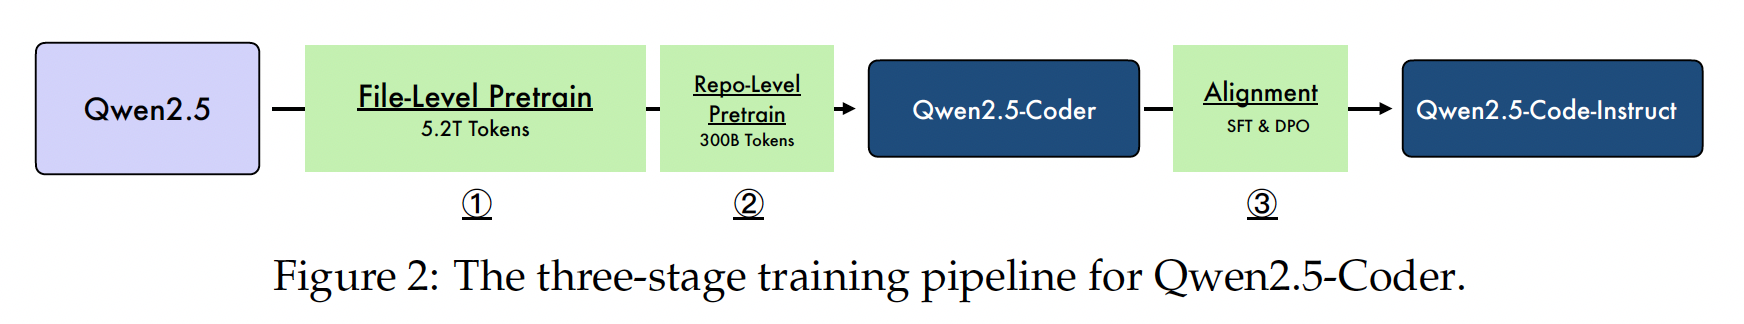 Qwen2.5
File-Level Pretrain
5.2T Tokens
①
Repo-Level
Pretrain
300B Tokens
②
Qwen2.5-Coder
Alignment
SFT & DPO
③
Qwen2.5-Code-Instruct
Figure 2: The three-stage training pipeline for Qwen2.5-Coder.